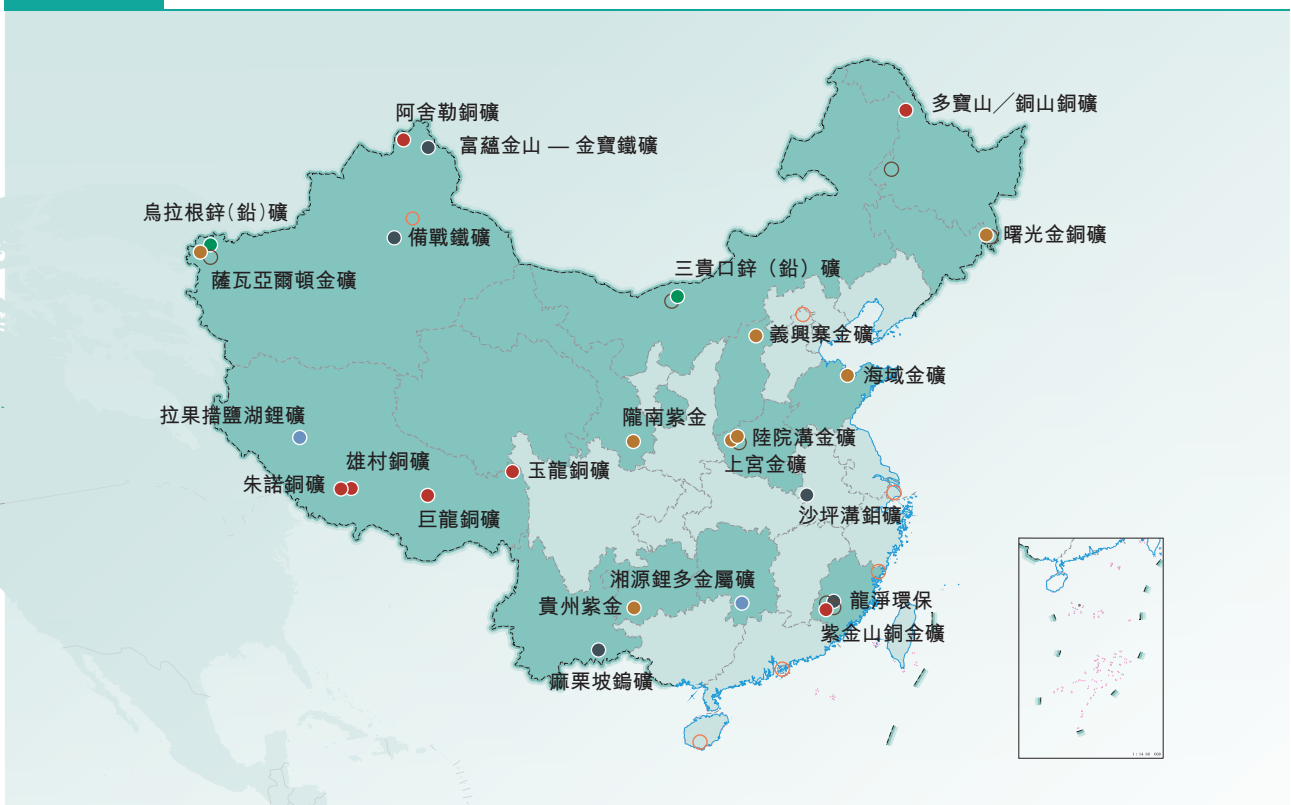 多寶山／銅山銅礦
阿舍勒銅礦
富蘊金山 — 金寶鐵礦
烏拉根鋅（鉛）礦
備戰鐵礦
曙光金銅礦
薩瓦亞爾頓金礦
三貴口鋅（鉛）礦
義興寨金礦
海域金礦
拉果措鹽湖鋰礦
隴南紫金
陸院溝金礦
上宮金礦
雄村銅礦
玉龍銅礦
朱諾銅礦
巨龍銅礦
沙坪溝鉬礦
湘源鋰多金屬礦
貴州紫金
龍淨環保
紫金山銅金礦
麻栗坡鎢礦